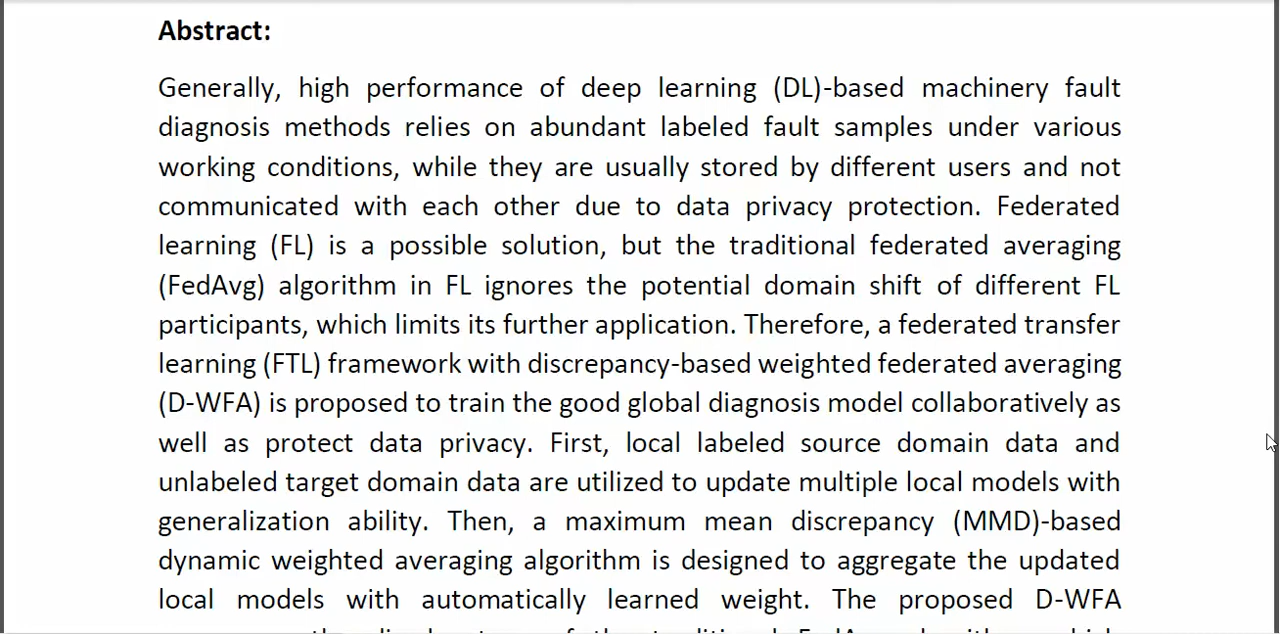 Abstract:
Generally, high performance of deep learning (DL)-based machinery fault
diagnosis methods relies on abundant labeled fault samples under various
working conditions, while they are usually stored by different users and not
communicated with each other due to data privacy protection. Federated
learning (FL) is a possible solution, but the traditional federated averaging
(FedAvg) algorithm in FL ignores the potential domain shift of different FL
participants, which limits its further application. Therefore, a federated transfer
learning (FTL) framework with discrepancy-based weighted federated averaging
(D-WFA) is proposed to train the good global diagnosis model collaboratively as
well as protect data privacy. First, local labeled source domain data and
unlabeled target domain data are utilized to update multiple local models with
generalization ability. Then, a maximum mean discrepancy (MMD)-based
dynamic weighted averaging algorithm is designed to aggregate the updated
local models with automatically learned weight. The proposed D-WFA